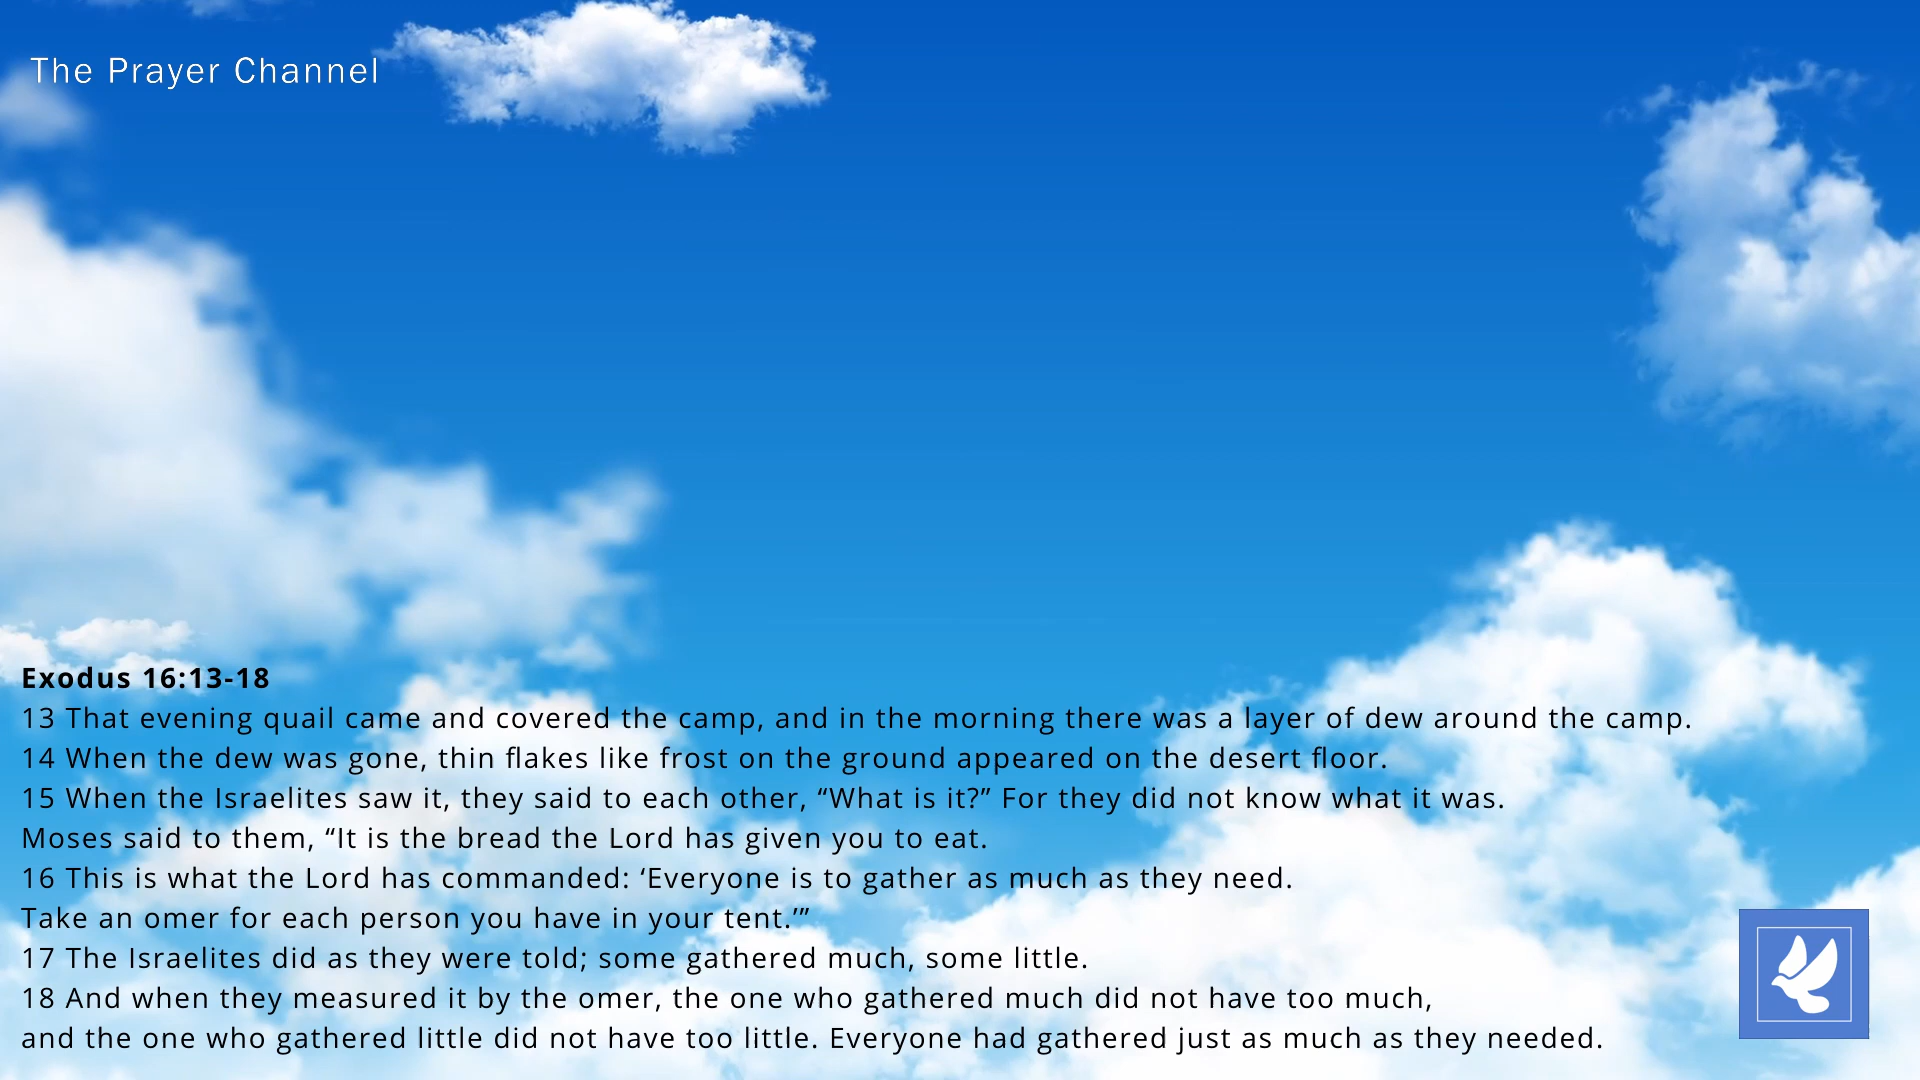 The Prayer Channel
Exodus 16:13-18
13 That evening quail came and covered the camp, and in the morning there was a layer of dew around the camp.
14 When the dew was gone, thin flakes like frost on the ground appeared on the desert floor.
15 When the Israelites saw it, they said to each other, “What is it?” For they did not know what it was.
Moses said to them, “It is the bread the Lord has given you to eat.
16 This is what the Lord has commanded: ‘Everyone is to gather as much as they need.
Take an omer for each person you have in your tent.’”
17 The Israelites did as they were told; some gathered much, some little.
18 And when they measured it by the omer, the one who gathered much did not have too much,
and the one who gathered little did not have too little. Everyone had gathered just as much as they needed.